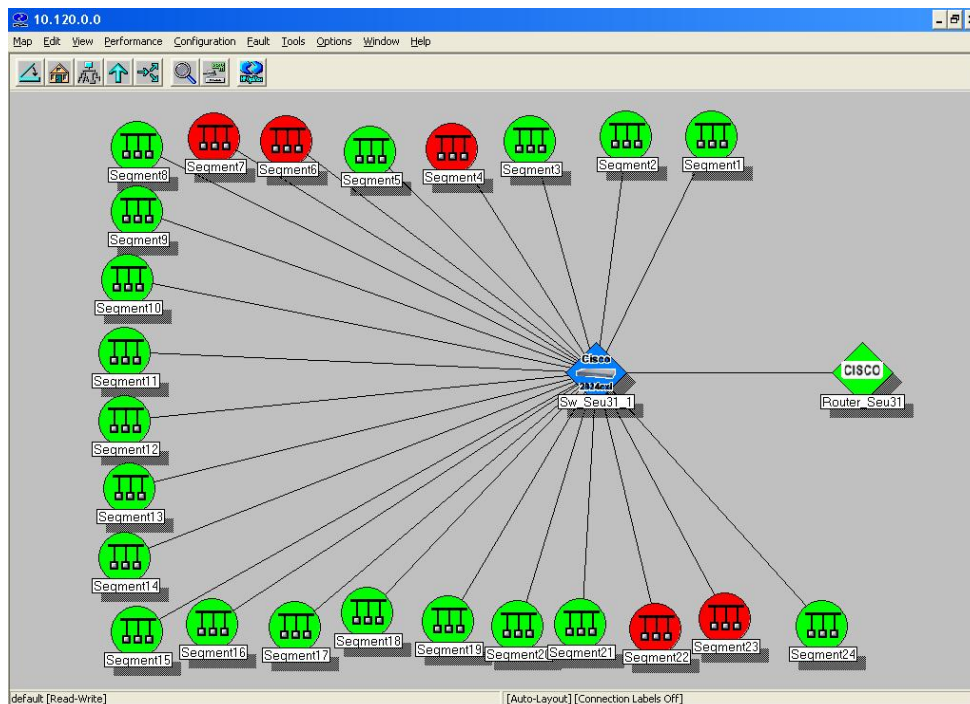 10.120.0.0
Map Edit View Performance Configuration Fault Tools Options Window Help
Segment8
Segment7
Segment6
Segment5
Segment4
Segment3
Segment2
Segment1
Segment9
Segment10
Segment11
Segment12
Segment13
Segment14
Segment15
Segment16
Segment17
Segment18
Segment19
Segment20
Segment21
Segment22
Segment23
Segment24
Cisco
Sw_Seu31_1
CISCO
Router_Seu31
default [Read-Write]
[Auto-Layout] [Connection Labels Off]